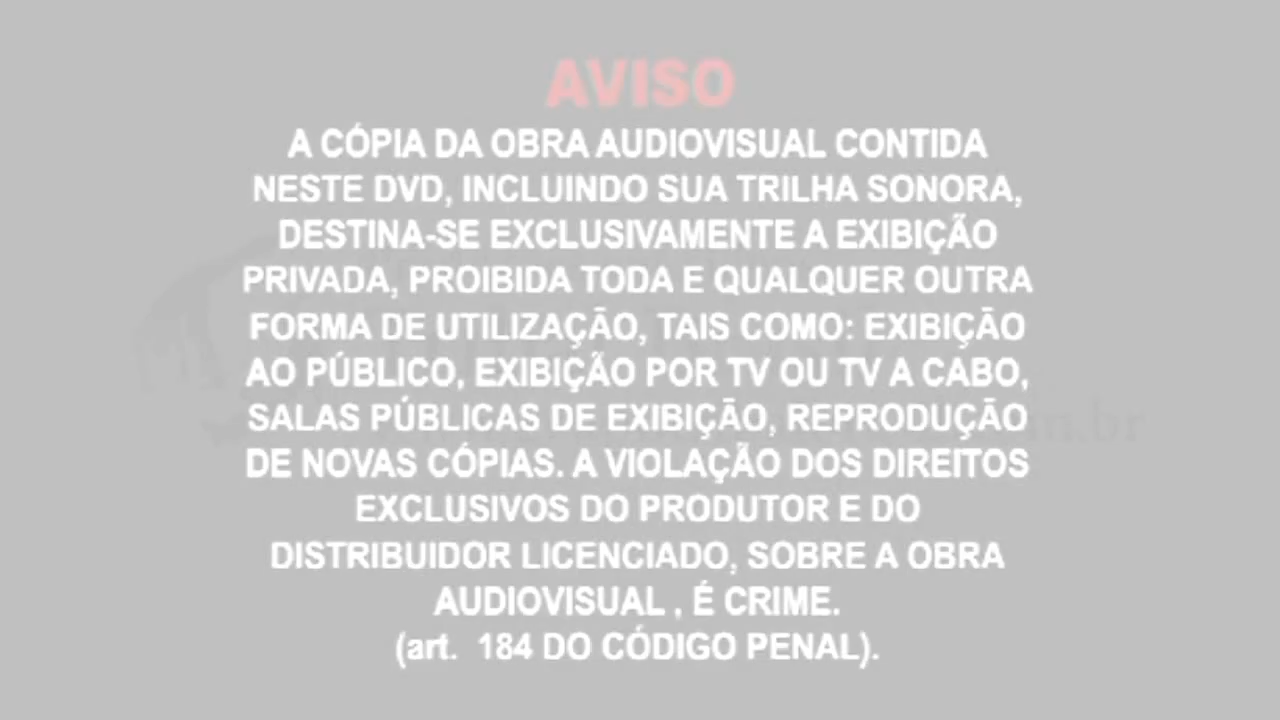 AVISO
A CÓPIA DA OBRA AUDIOVISUAL CONTIDA
NESTE DVD, INCLUINDO SUA TRILHA SONORA,
DESTINA-SE EXCLUSIVAMENTE A EXIBIÇÃO
PRIVADA, PROIBIDA TODA E QUALQUER OUTRA
FORMA DE UTILIZAÇÃO, TAIS COMO: EXIBIÇÃO
AO PÚBLICO, EXIBIÇÃO POR TV OU TV A CABO,
SALAS PÚBLICAS DE EXIBIÇÃO, REPRODUÇÃO
DE NOVAS CÓPIAS. A VIOLAÇÃO DOS DIREITOS
EXCLUSIVOS DO PRODUTOR E DO
DISTRIBUIDOR LICENCIADO, SOBRE A OBRA
AUDIOVISUAL , É CRIME.
(art. 184 DO CÓDIGO PENAL).